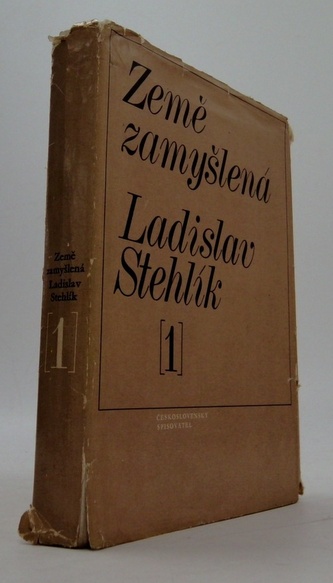 Země
zamyšlená
Ladislav
Stehlík
[1]
ČESKOSLOVENSKÝ
SPISOVATEL
Země
zamyšlená
Ladislav
Stehlík
[1]